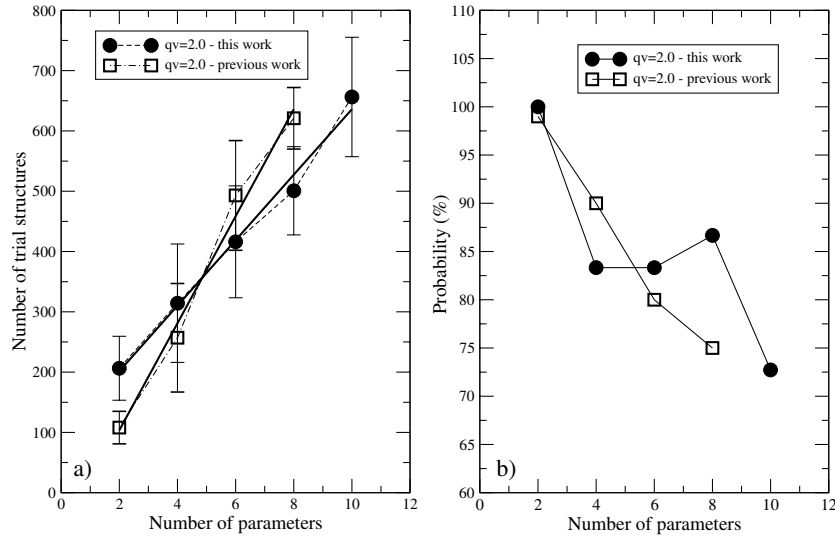 800
700
600
500
400
300
200
100
0
Number of trial structures
qv=2.0 - this work
qv=2.0 - previous work
a)
0 2 4 6 8 10 12
Number of parameters
110
105
100
95
90
85
80
75
70
65
60
Probability (%)
qv=2.0 - this work
qv=2.0 - previous work
b)
0 2 4 6 8 10 12
Number of parameters